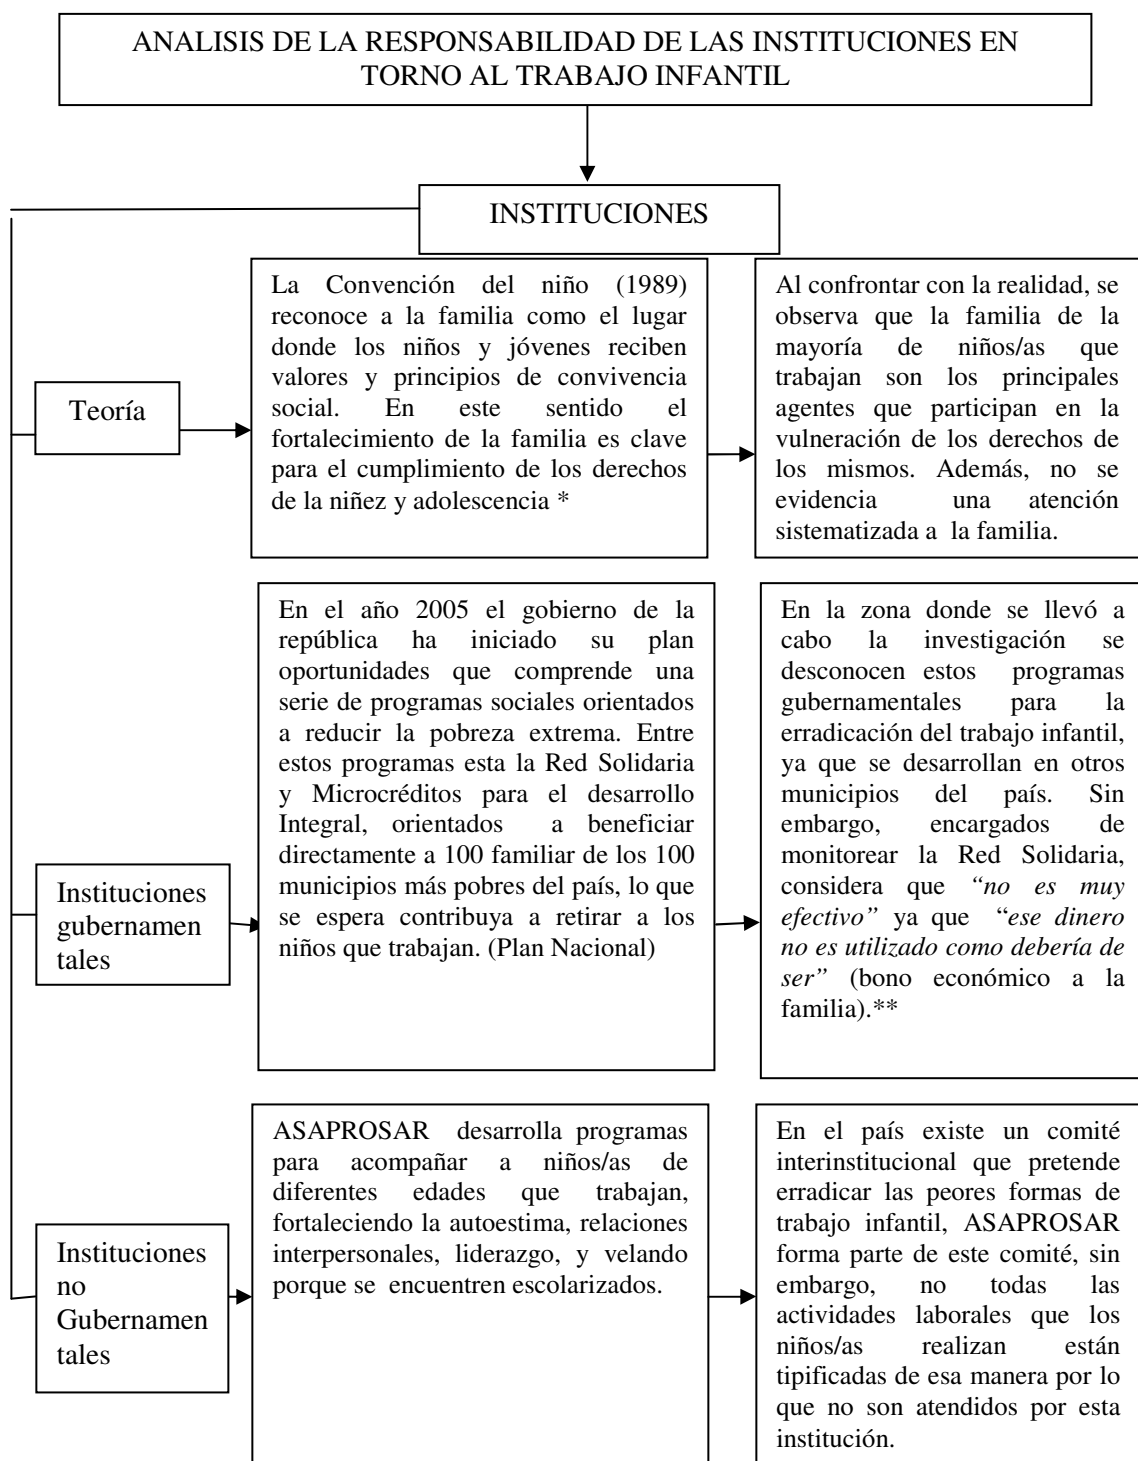 ANALISIS DE LA RESPONSABILIDAD DE LAS INSTITUCIONES EN
TORNO AL TRABAJO INFANTIL
INSTITUCIONES
Teoría
La Convención del niño (1989)
reconoce a la familia como el lugar
donde los niños y jóvenes reciben
valores y principios de convivencia
social. En este sentido el
fortalecimiento de la familia es clave
para el cumplimiento de los derechos
de la niñez y adolescencia *
Al confrontar con la realidad, se
observa que la familia de la
mayoría de niños/as que
trabajan son los principales
agentes que participan en la
vulneración de los derechos de
los mismos. Además, no se
evidencia una atención
sistematizada a la familia.
Instituciones
gubernamen
tales
En el año 2005 el gobierno de la
república ha iniciado su plan
oportunidades que comprende una
serie de programas sociales orientados
a reducir la pobreza extrema. Entre
estos programas esta la Red Solidaria
y Microcréditos para el desarrollo
Integral, orientados a beneficiar
directamente a 100 familiar de los 100
municipios más pobres del país, lo que
se espera contribuya a retirar a los
niños que trabajan. (Plan Nacional)
En la zona donde se llevó a
cabo la investigación se
desconocen estos programas
gubernamentales para la
erradicación del trabajo infantil,
ya que se desarrollan en otros
municipios del país. Sin
embargo, encargados de
monitorear la Red Solidaria,
considera que “no es muy
efectivo” ya que “ese dinero
no es utilizado como debería de
ser” (bono económico a la
familia).**
Instituciones
no
Gubernamen
tales
ASAPROSAR desarrolla programas
para acompañar a niños/as de
diferentes edades que trabajan,
fortaleciendo la autoestima, relaciones
interpersonales, liderazgo, y velando
porque se encuentren escolarizados.
En el país existe un comité
interinstitucional que pretende
erradicar las peores formas de
trabajo infantil, ASAPROSAR
forma parte de este comité, sin
embargo, no todas las
actividades laborales que los
niños/as realizan están
tipificadas de esa manera por lo
que no son atendidos por esta
institución.